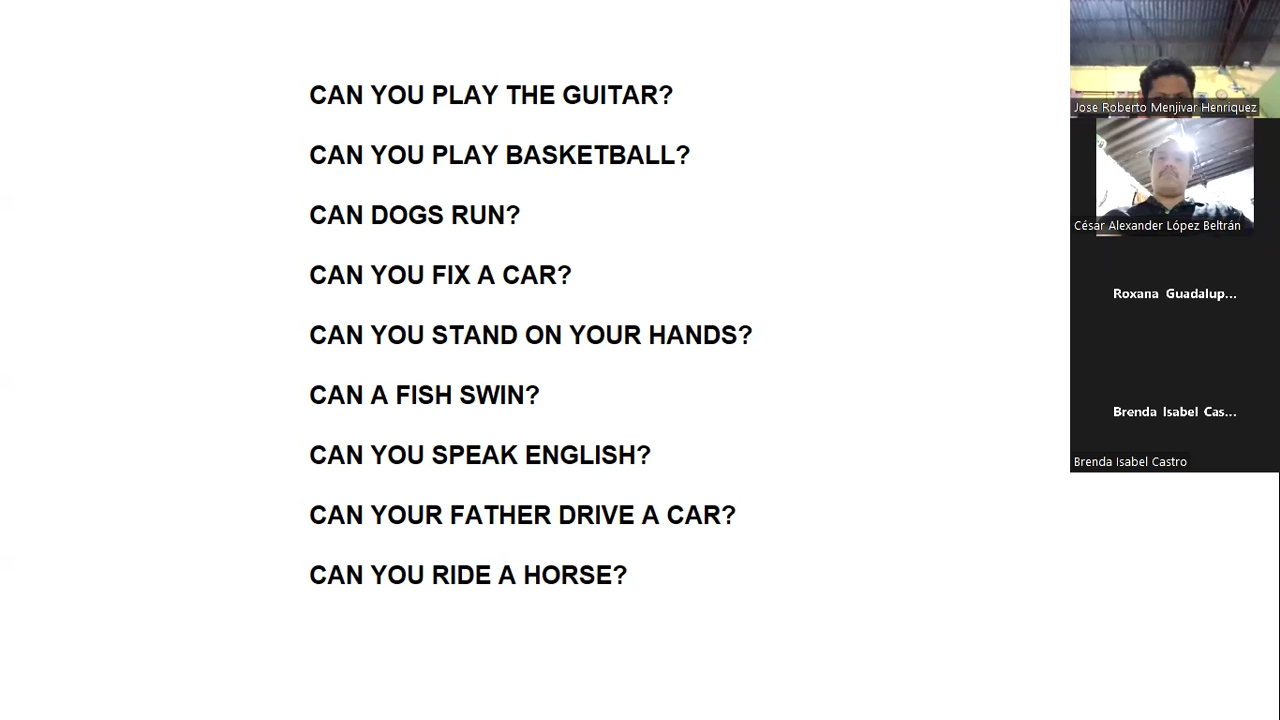 CAN YOU PLAY THE GUITAR?
CAN YOU PLAY BASKETBALL?
CAN DOGS RUN?
CAN YOU FIX A CAR?
CAN YOU STAND ON YOUR HANDS?
CAN A FISH SWIN?
CAN YOU SPEAK ENGLISH?
CAN YOUR FATHER DRIVE A CAR?
CAN YOU RIDE A HORSE?
Jose Roberto Menjivar Henriquez
César Alexander López Beltrán
Roxana Guadalup...
Brenda Isabel Cas...
Brenda Isabel Castro